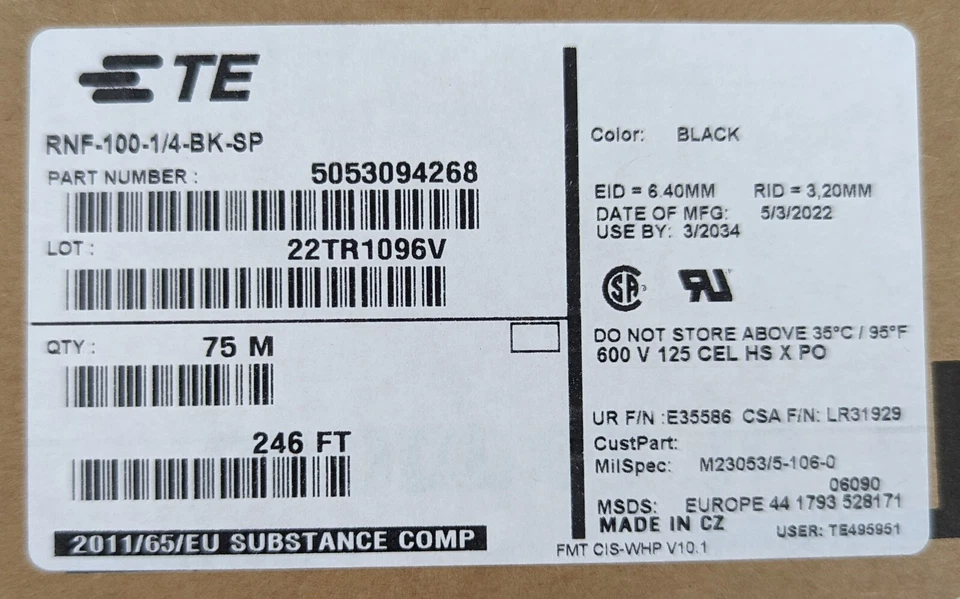 TE
RNF-100-1/4-BK-SP
PART NUMBER : 5053094268
LOT : 22TR1096V
QTY : 75 M
246 FT
2011/65/EU SUBSTANCE COMP
Color: BLACK
EID = 6.40MM RID = 3,20MM
DATE OF MFG: 5/3/2022
USE BY: 3/2034
DO NOT STORE ABOVE 35°C / 95°F
600 V 125 CEL HS X PO
UR F/N :E35586 CSA F/N: LR31929
CustPart:
MilSpec: M23053/5-106-0
06090
MSDS: EUROPE 44 1793 528171
MADE IN CZ
USER: TE495951
FMT CIS-WHP V10.1